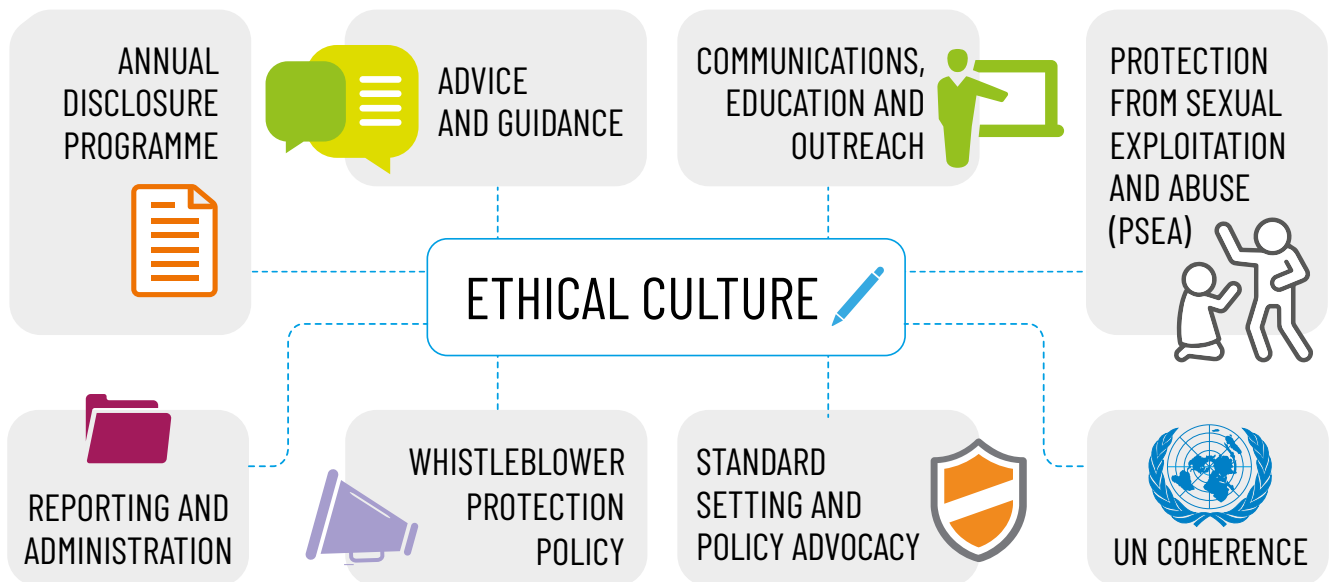 ANNUAL
DISCLOSURE
PROGRAMME
ADVICE
AND GUIDANCE
COMMUNICATIONS,
EDUCATION AND
OUTREACH
PROTECTION
FROM SEXUAL
EXPLOITATION
AND ABUSE
(PSEA)
ETHICAL CULTURE
REPORTING AND
ADMINISTRATION
WHISTLEBLOWER
PROTECTION
POLICY
STANDARD
SETTING AND
POLICY ADVOCACY
UN COHERENCE